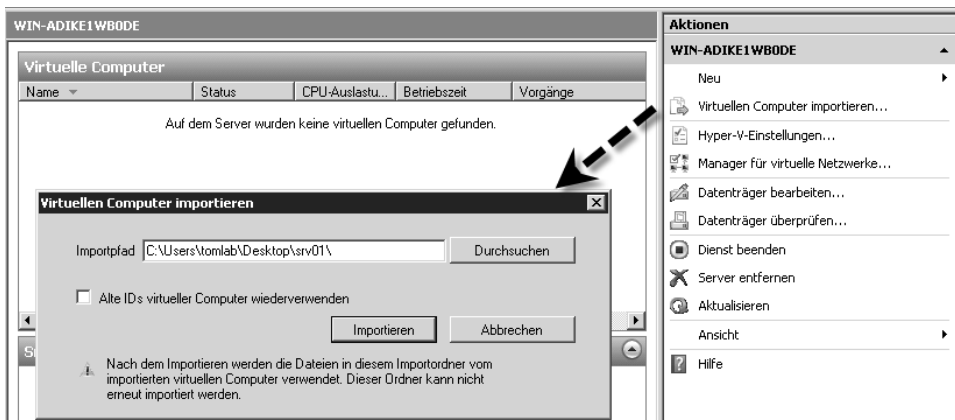 WIN-ADIKE1WB0DE
Virtuelle Computer
Name Status CPU-Auslastu... Betriebszeit Vorgänge
Auf dem Server wurden keine virtuellen Computer gefunden.
Virtuellen Computer importieren
Importpfad C:\Users\tomlab\Desktop\srv01\ Durchsuchen
Alte IDs virtueller Computer wiederverwenden
Importieren Abbrechen
Nach dem Importieren werden die Dateien in diesem Importordner vom
importierten virtuellen Computer verwendet. Dieser Ordner kann nicht
erneut importiert werden.
Aktionen
WIN-ADIKE1WB0DE
Neu
Virtuellen Computer importieren...
Hyper-V-Einstellungen...
Manager für virtuelle Netzwerke...
Datenträger bearbeiten...
Datenträger überprüfen...
Dienst beenden
Server entfernen
Aktualisieren
Ansicht
Hilfe